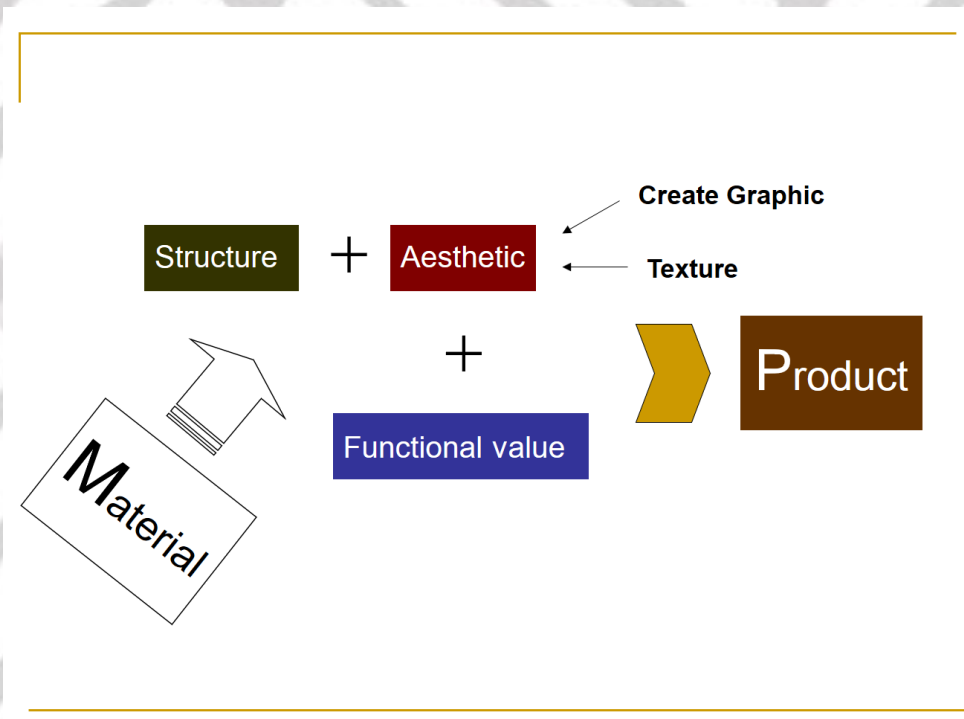 Create Graphic
Structure + Aesthetic
Texture
+
Product
Functional value
Material